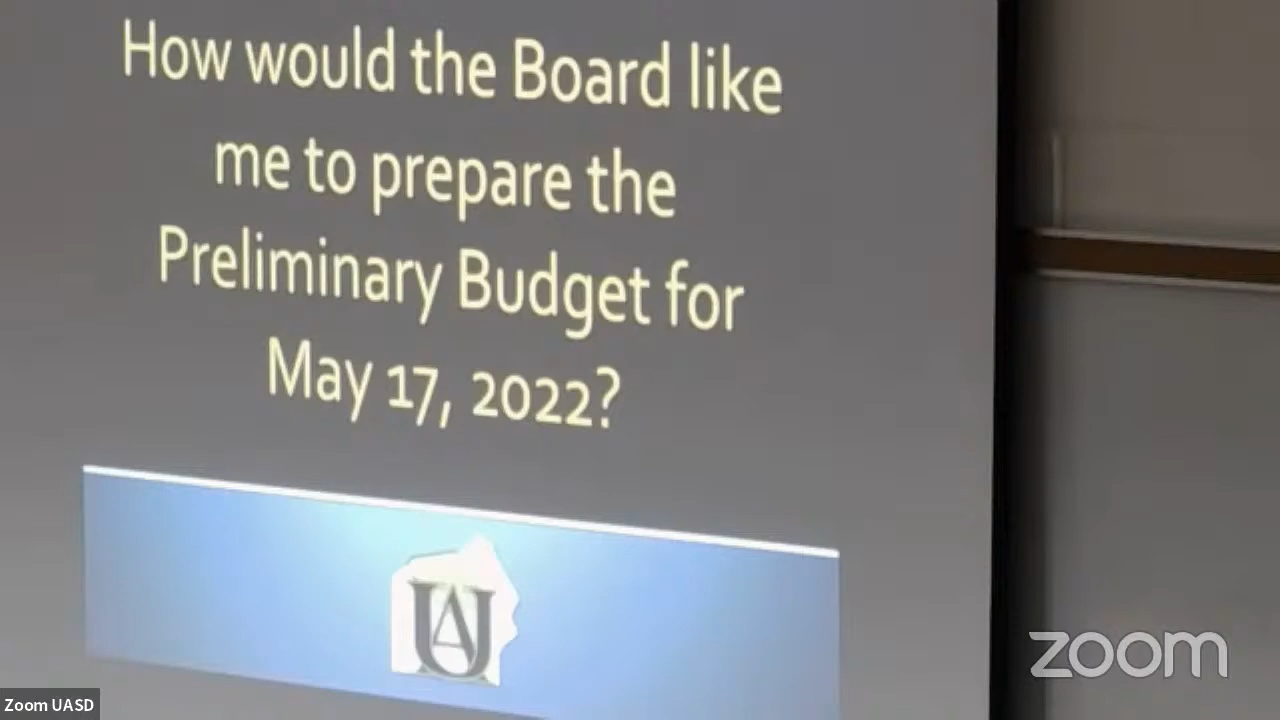 How would the Board like
me to prepare the
Preliminary Budget for
May 17, 2022?
UA
zoom
Zoom UASD